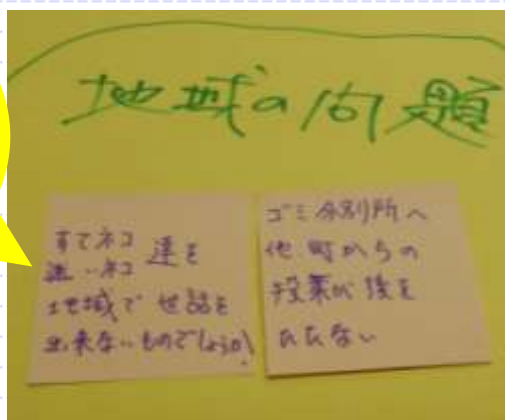 地域の問題
すてネコ
迷いネコ 達を
地域で世話を
出来ないものでしょうか!
ゴミ分別所へ
他町からの
投棄が後を
たたない